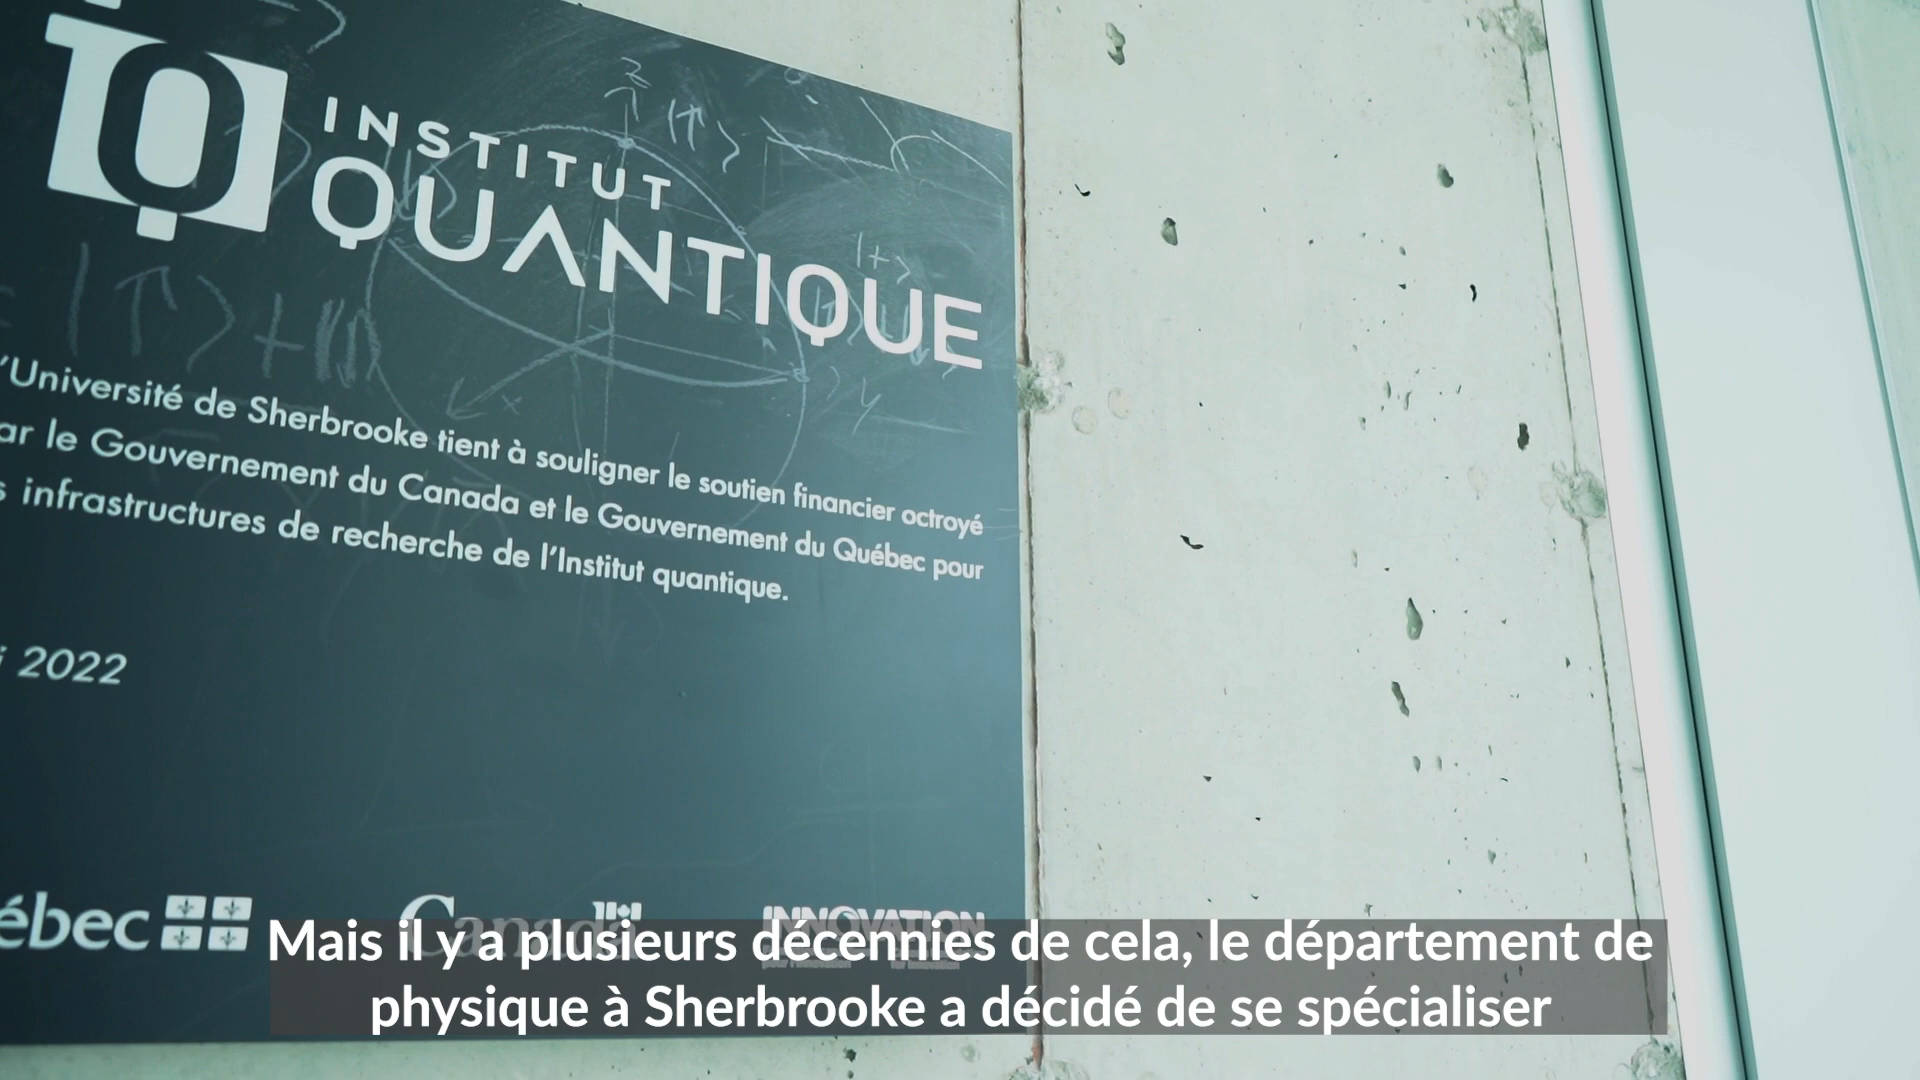 INSTITUT
QUANTIQUE
|↑⟩
|+⟩
z
y
x
|↑⟩+|
'Université de Sherbrooke tient à souligner le soutien financier octroyé
ar le Gouvernement du Canada et le Gouvernement du Québec pour
s infrastructures de recherche de l'Institut quantique.
i 2022
ébec
Canada
INNOVATION
Mais il y a plusieurs décennies de cela, le département de
physique à Sherbrooke a décidé de se spécialiser